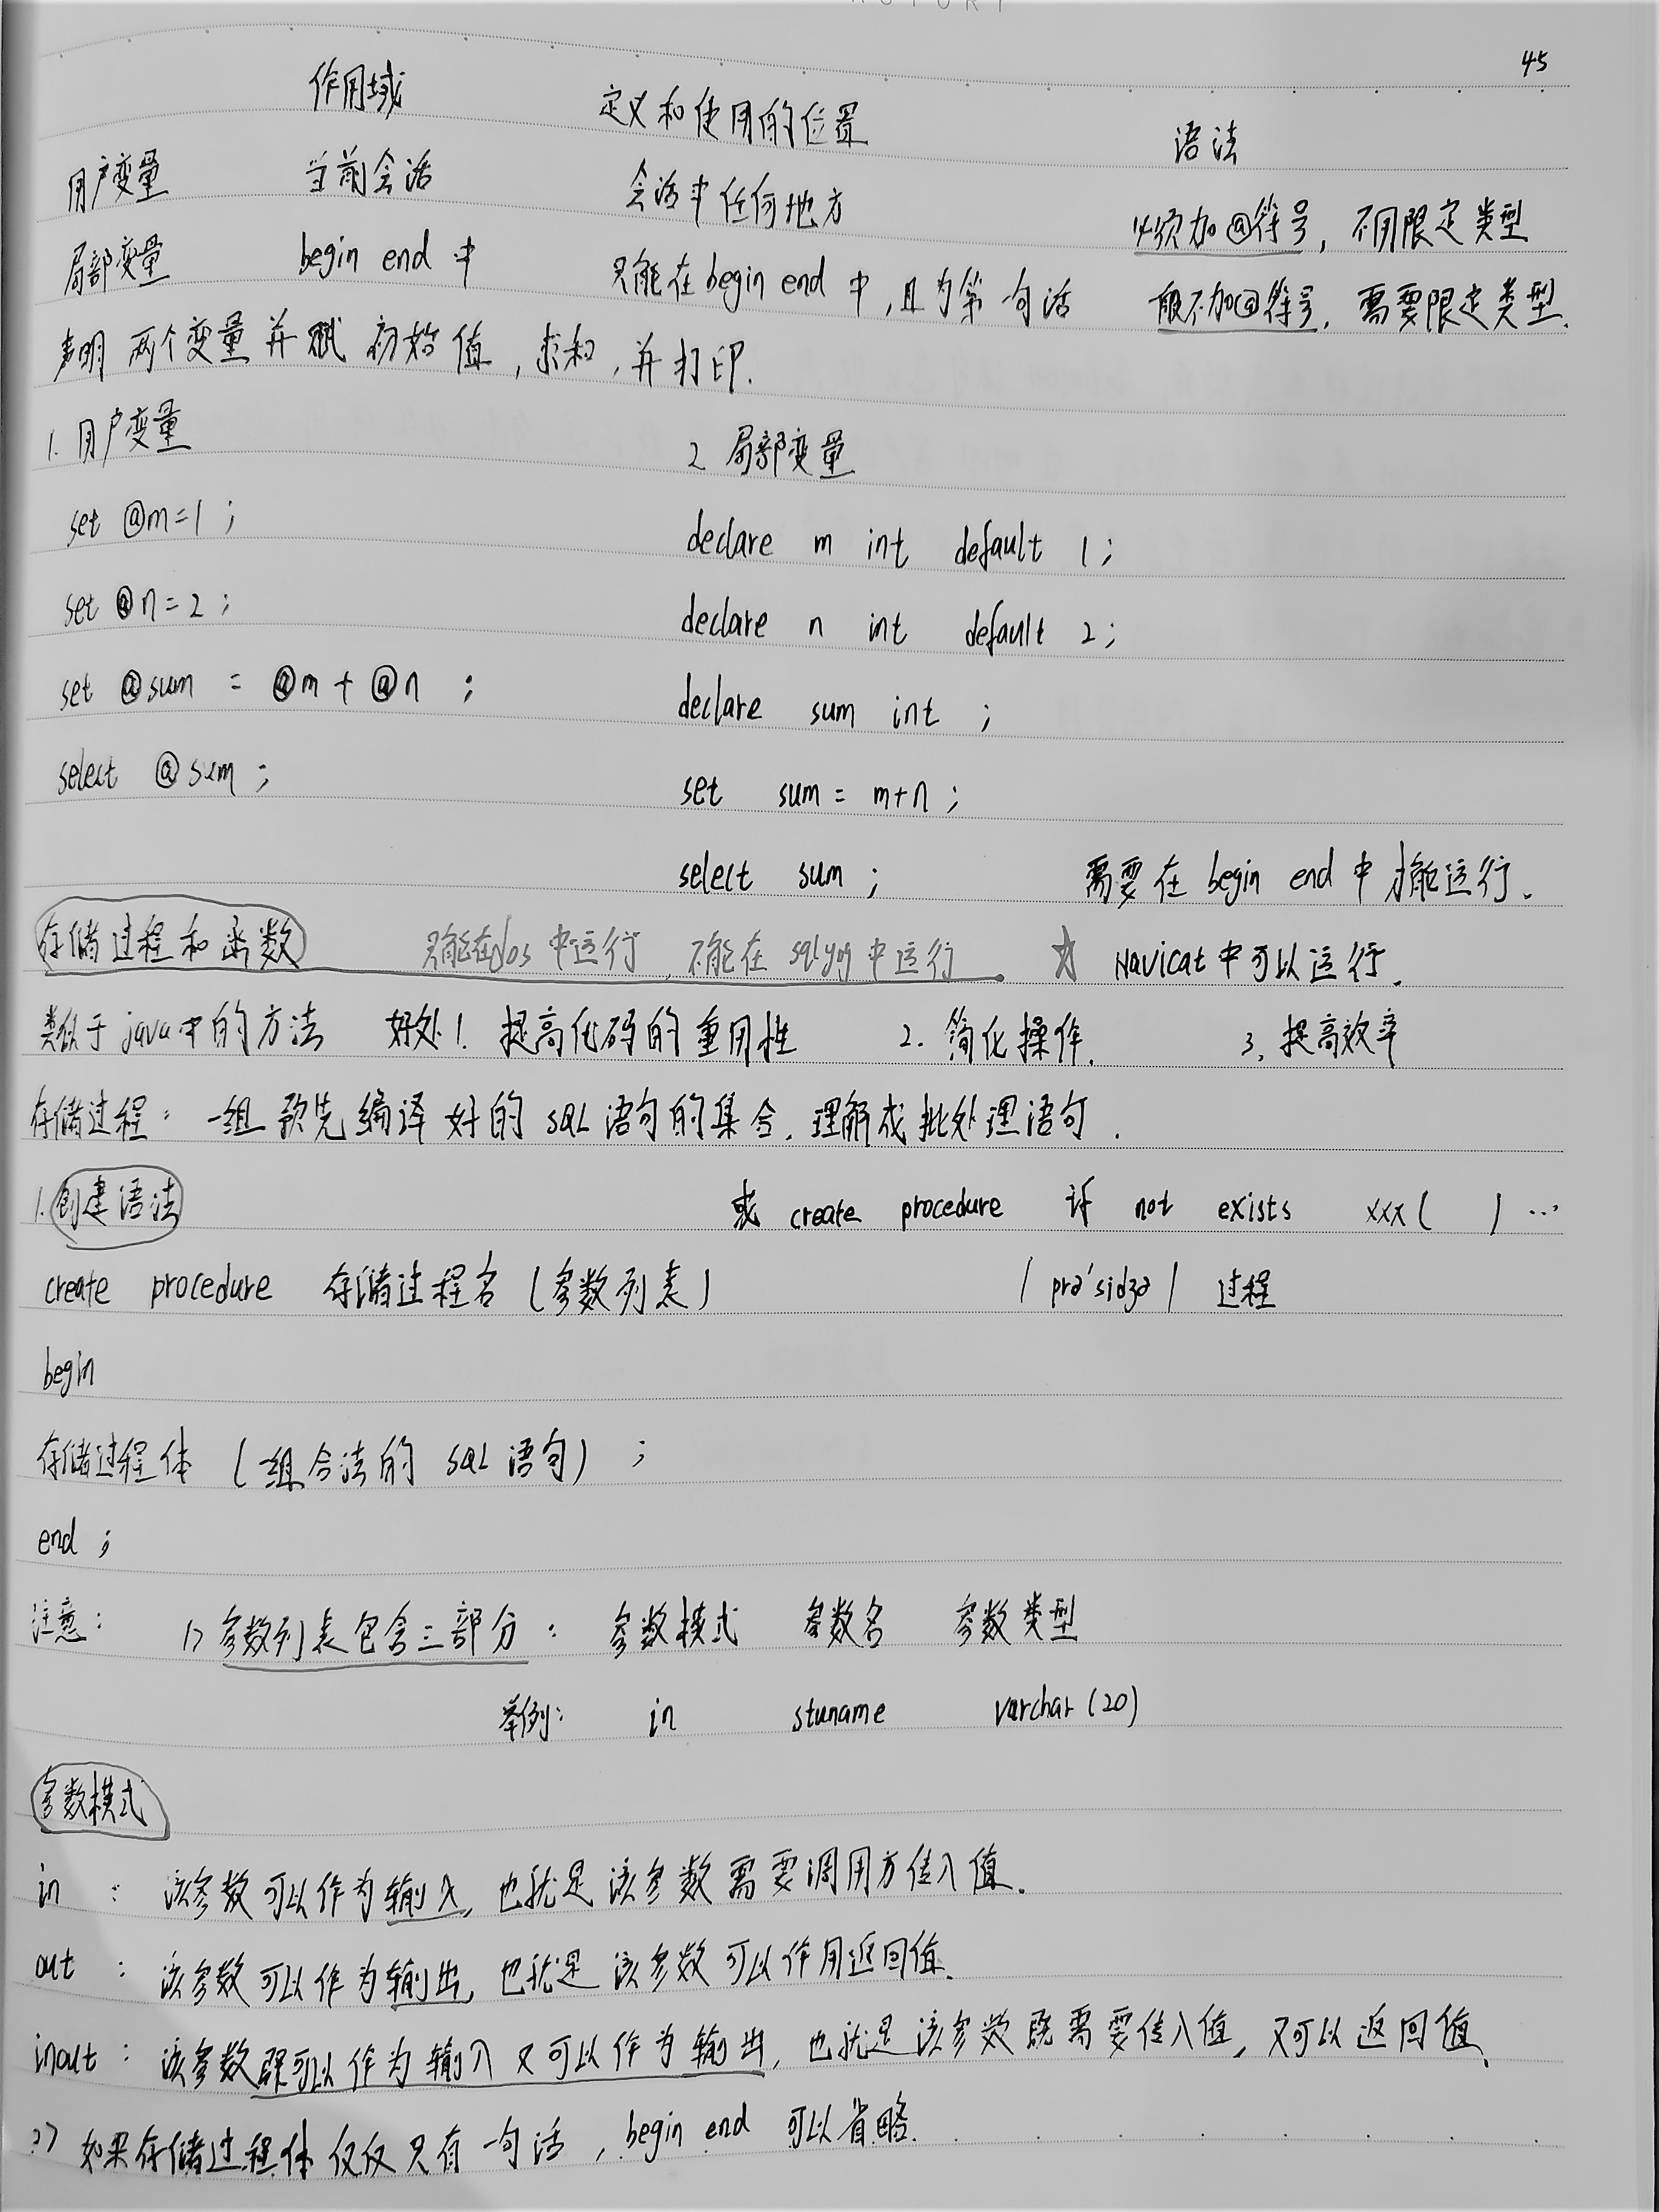 45
作用域 定义和使用的位置 语法
用户变量 当前会话 会话中任何地方 必须加@符号，不用限定类型
局部变量 begin end 中 只能在begin end 中，且为第一句话 一般不加@符号，需要限定类型.
声明 两个变量 并赋 初始值，求和，并打印.
1. 用户变量 2 局部变量
set @m=1; declare m int default 1;
set @n=2; declare n int default 2;
set @sum = @m + @n ; declare sum int ;
select @sum ; set sum = m+n ;
select sum ; 需要在 begin end 中才能运行.
存储过程和函数 只能在dos 中运行，不能在 sqlyog 中运行. ☆ Navicat 中可以运行.
类似于 java中的方法 好处 1. 提高代码的重用性 2. 简化操作. 3. 提高效率
存储过程: 一组 预先编译好的 SQL 语句的集合. 理解成批处理语句.
1. 创建语法 或 create procedure if not exists xxx ( ) ...
create procedure 存储过程名 (参数列表) / prə'sidʒə / 过程
begin
存储过程体 (一组合法的 SQL 语句) ;
end ;
注意: 1> 参数列表包含三部分: 参数模式 参数名 参数类型
举例: in stuname varchar(20)
参数模式
in : 该参数可以作为输入，也就是该参数需要调用方传入值.
out : 该参数可以作为输出，也就是 该参数可以作用返回值.
inout : 该参数既可以作为输入又可以作为输出，也就是该参数既需要传入值，又可以返回值.
2> 如果存储过程体仅仅只有一句话，begin end 可以省略.